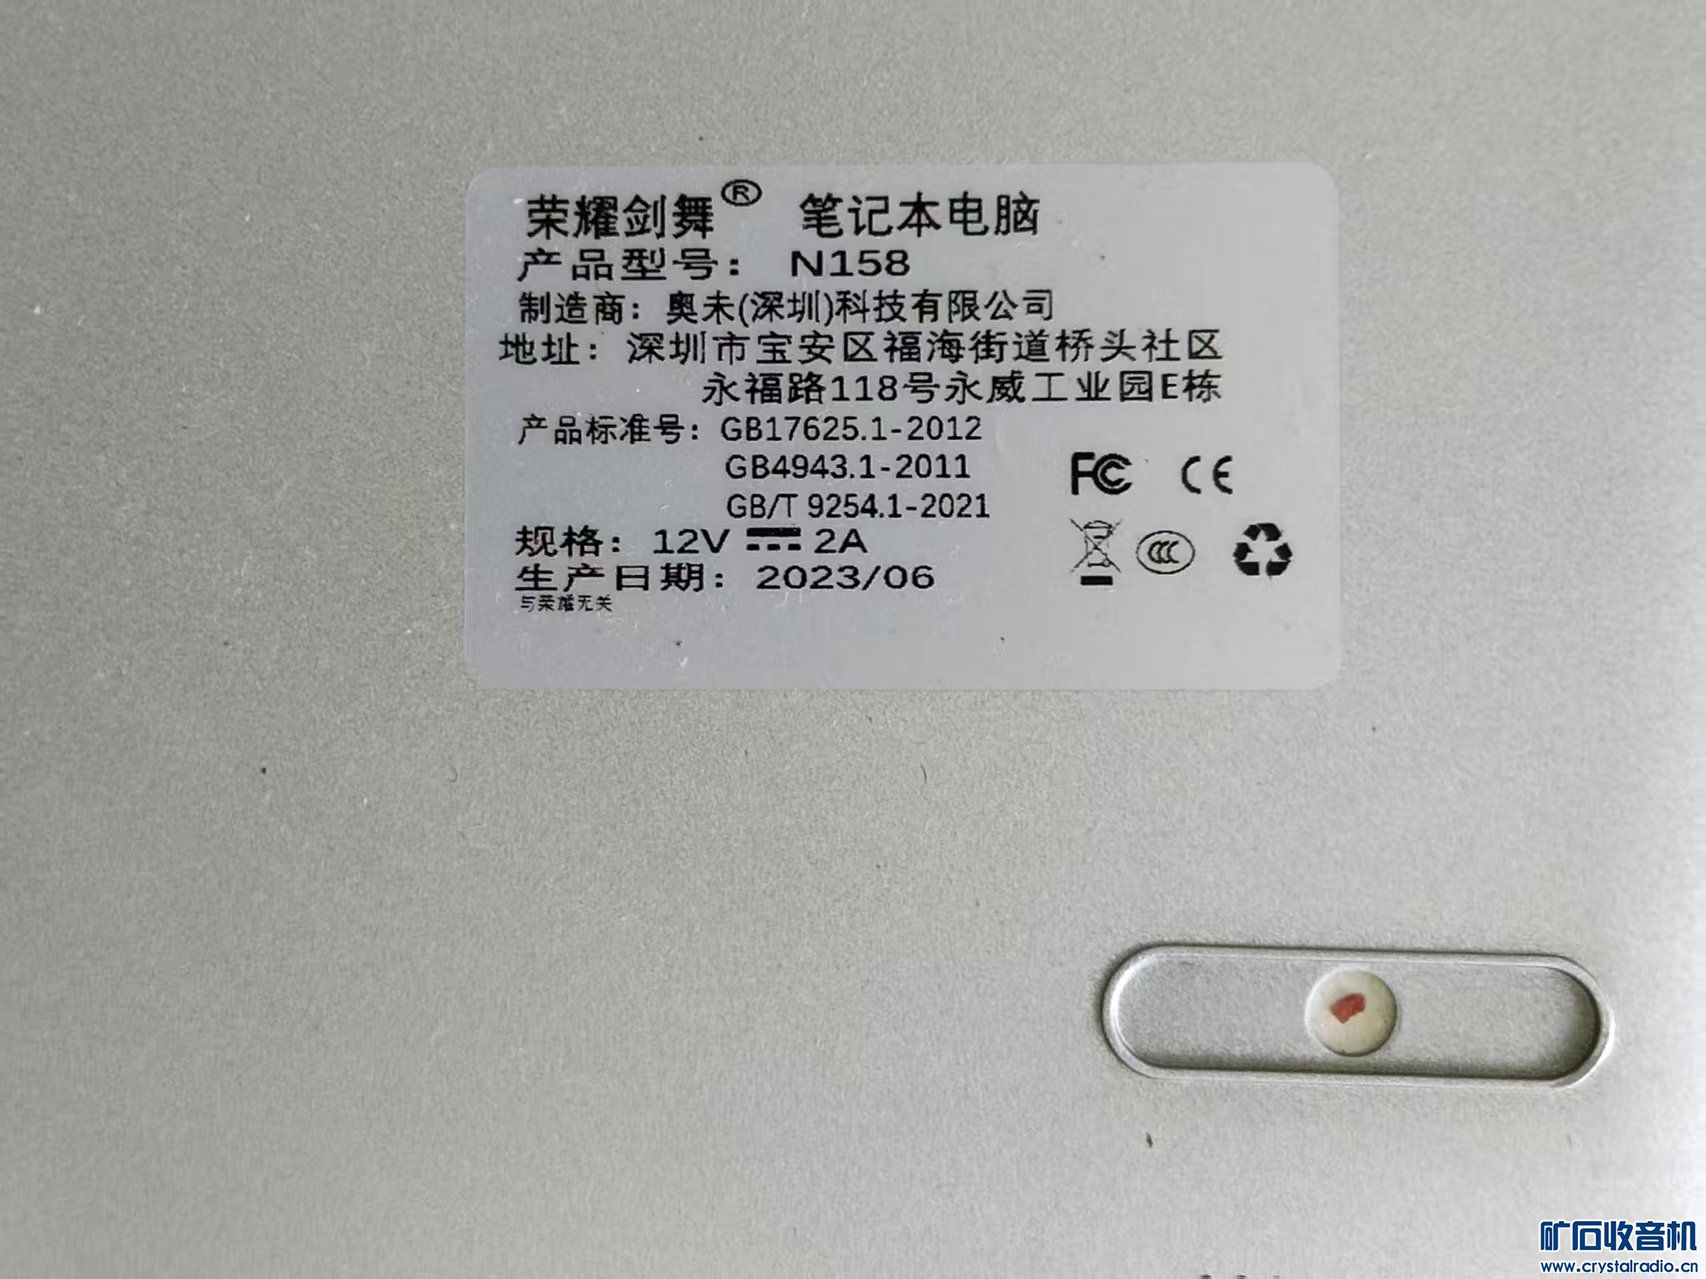 荣耀剑舞® 笔记本电脑
产品型号： N158
制造商：奥未(深圳)科技有限公司
地址：深圳市宝安区福海街道桥头社区
永福路118号永威工业园E栋
产品标准号：GB17625.1-2012
GB4943.1-2011
GB/T 9254.1-2021
FC CE
规格：12V ⎓ 2A
CCC
生产日期：2023/06
与荣耀无关
矿石收音机
www.crystalradio.cn